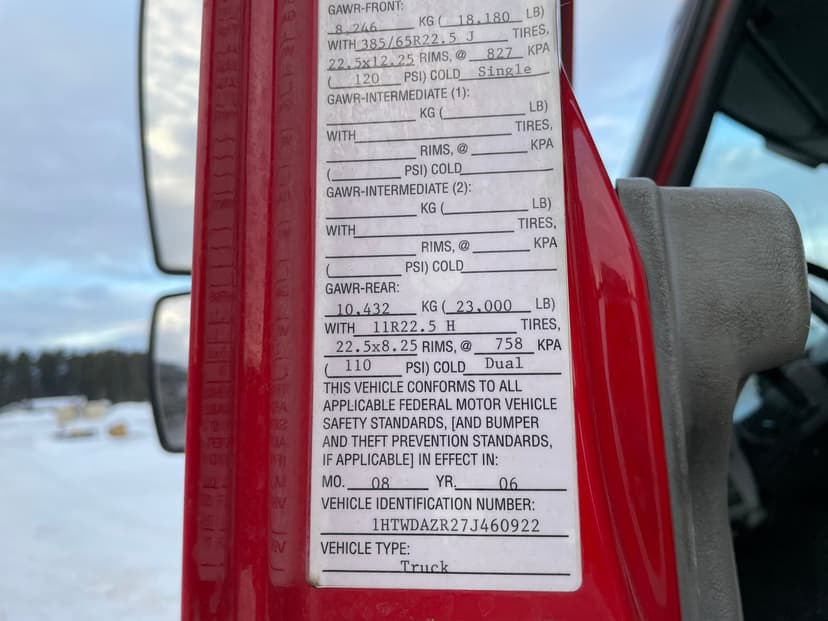 GAWR-FRONT:
8,246 KG ( 18,180 LB)
WITH 385/65R22.5 J TIRES,
22.5x12.25 RIMS, @ 827 KPA
( 120 PSI) COLD Single
GAWR-INTERMEDIATE (1):
KG ( LB)
WITH TIRES,
RIMS, @ KPA
( PSI) COLD
GAWR-INTERMEDIATE (2):
KG ( LB)
WITH TIRES,
RIMS, @ KPA
( PSI) COLD
GAWR-REAR:
10,432 KG ( 23,000 LB)
WITH 11R22.5 H TIRES,
22.5x8.25 RIMS, @ 758 KPA
( 110 PSI) COLD Dual
THIS VEHICLE CONFORMS TO ALL
APPLICABLE FEDERAL MOTOR VEHICLE
SAFETY STANDARDS, [AND BUMPER
AND THEFT PREVENTION STANDARDS,
IF APPLICABLE] IN EFFECT IN:
MO. 08 YR. 06
VEHICLE IDENTIFICATION NUMBER:
1HTWDAZR27J460922
VEHICLE TYPE:
Truck